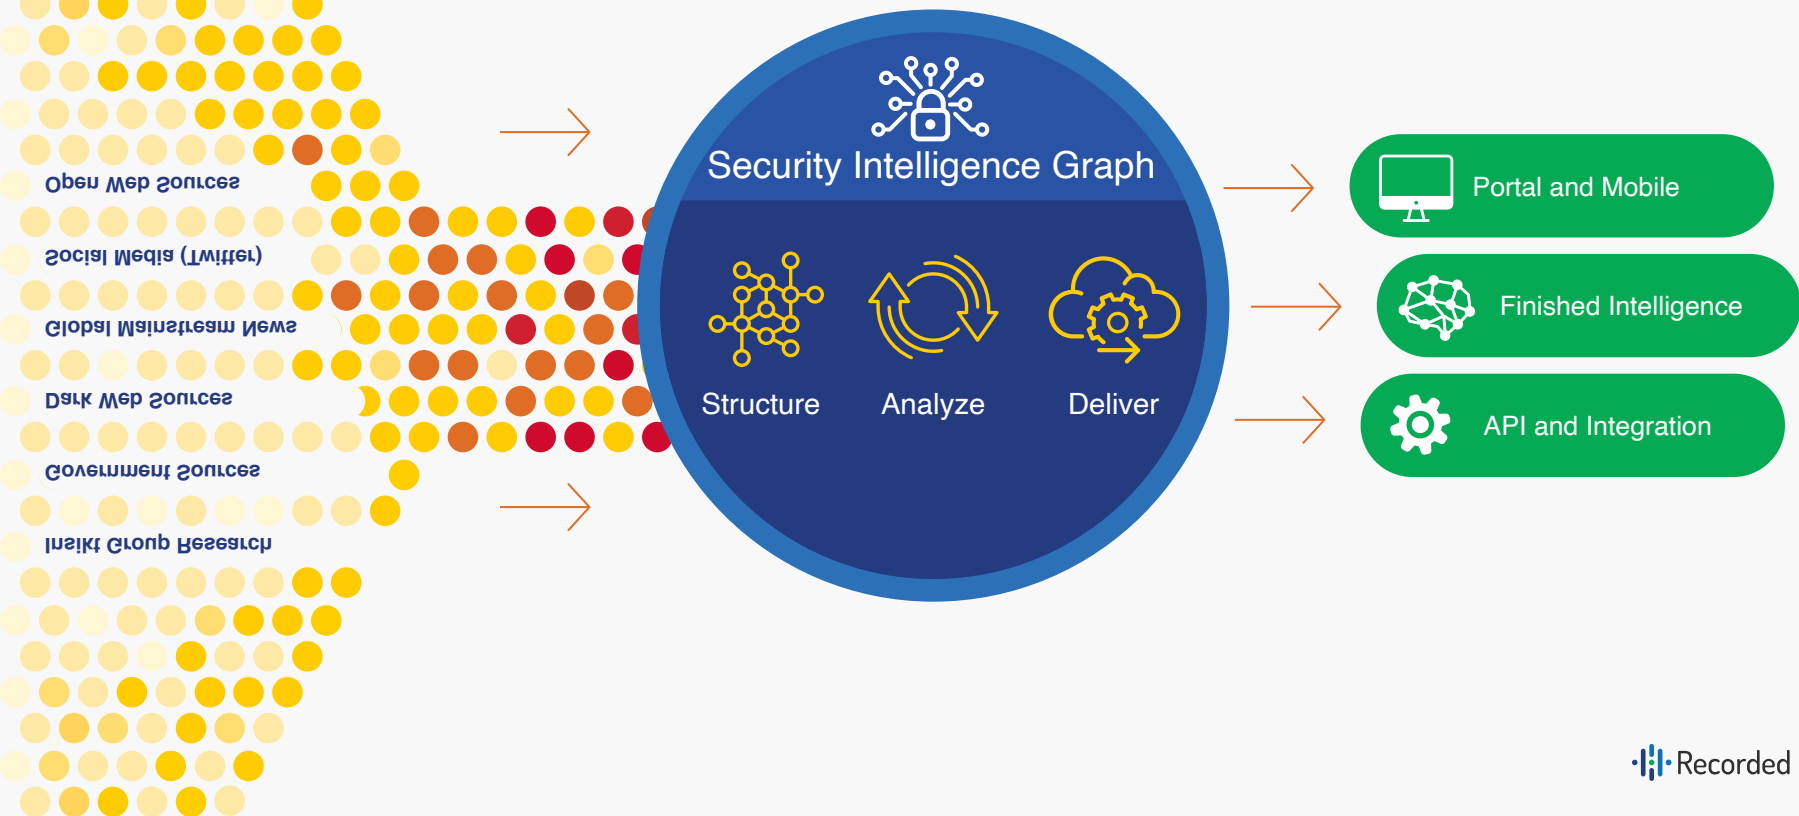 Open Web Sources
Social Media (Twitter)
Global Mainstream News
Dark Web Sources
Government Sources
Insikt Group Research
Security Intelligence Graph
Structure
Analyze
Deliver
Portal and Mobile
Finished Intelligence
API and Integration
Recorded